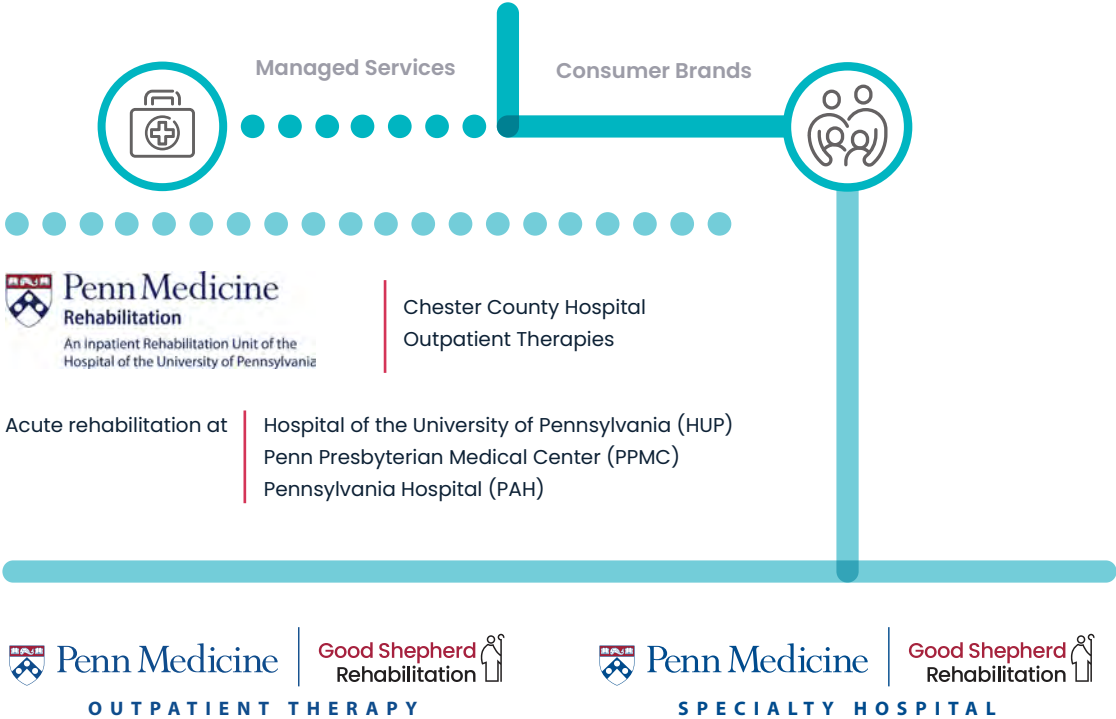 Managed Services
Consumer Brands
Penn Medicine
Rehabilitation
An Inpatient Rehabilitation Unit of the
Hospital of the University of Pennsylvania
Chester County Hospital
Outpatient Therapies
Acute rehabilitation at
Hospital of the University of Pennsylvania (HUP)
Penn Presbyterian Medical Center (PPMC)
Pennsylvania Hospital (PAH)
Penn Medicine
Good Shepherd
Rehabilitation
OUTPATIENT THERAPY
Penn Medicine
Good Shepherd
Rehabilitation
SPECIALTY HOSPITAL